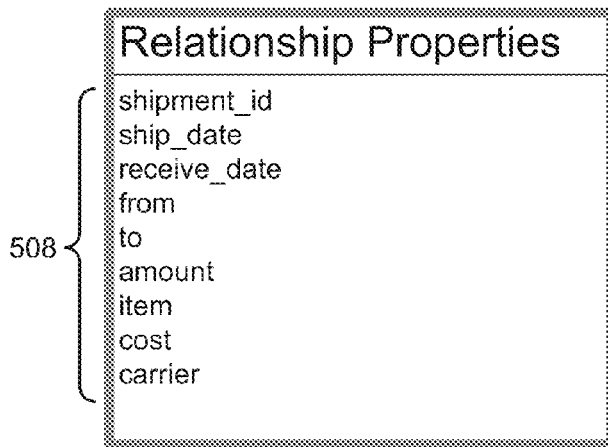 Relationship Properties
shipment_id
ship_date
receive_date
from
508
to
amount
item
cost
carrier